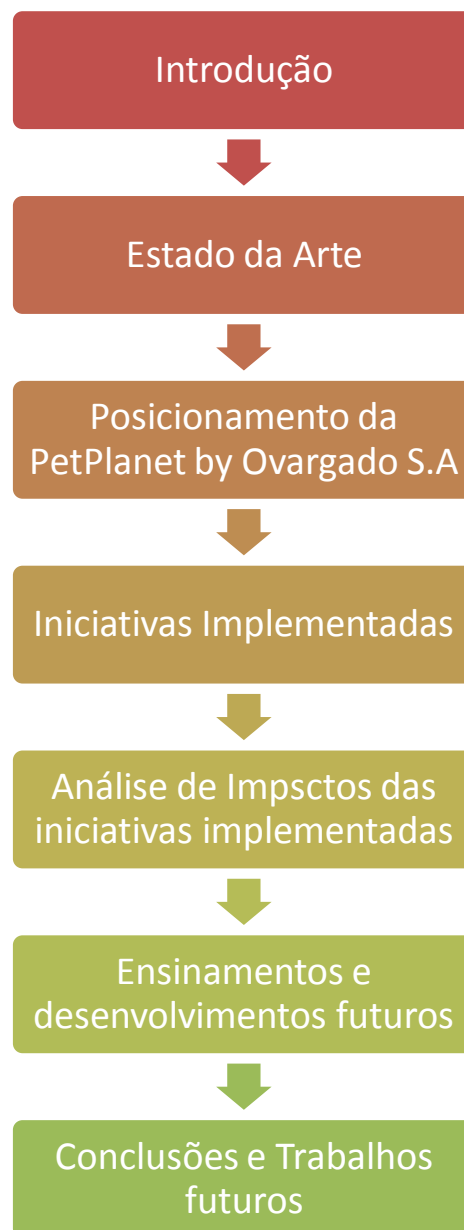 Introdução
Estado da Arte
Posicionamento da
PetPlanet by Ovargado S.A
Iniciativas Implementadas
Análise de Impsctos das
iniciativas implementadas
Ensinamentos e
desenvolvimentos futuros
Conclusões e Trabalhos
futuros